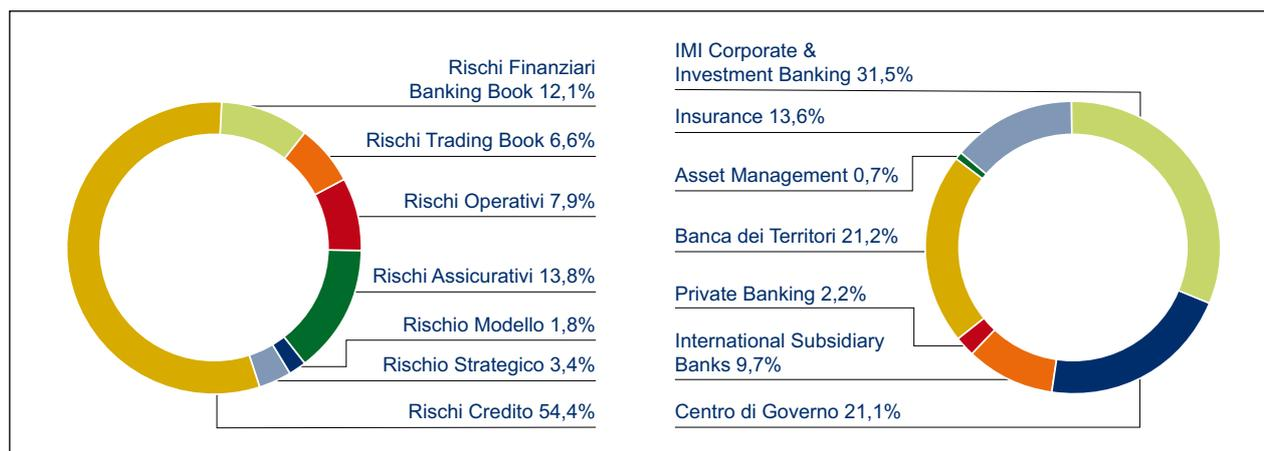 Rischi Finanziari
Banking Book 12,1%
Rischi Trading Book 6,6%
Rischi Operativi 7,9%
Rischi Assicurativi 13,8%
Rischio Modello 1,8%
Rischio Strategico 3,4%
Rischi Credito 54,4%
IMI Corporate &
Investment Banking 31,5%
Insurance 13,6%
Asset Management 0,7%
Banca dei Territori 21,2%
Private Banking 2,2%
International Subsidiary
Banks 9,7%
Centro di Governo 21,1%